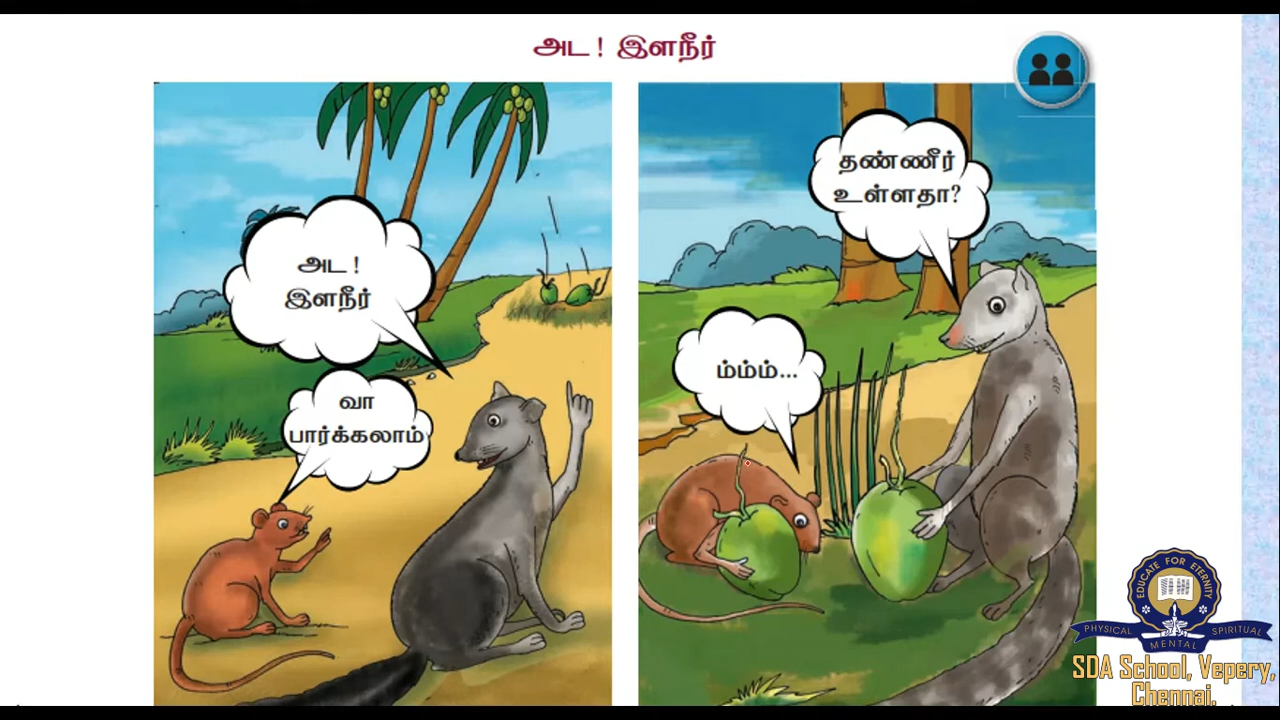 அட ! இளநீர்
அட !
இளநீர்
வா
பார்க்கலாம்
தண்ணீர்
உள்ளதா?
ம்ம்ம்...
EDUCATE FOR ETERNITY
PHYSICAL
MENTAL
SPIRITUAL
SDA School, Vepery,
Chennai.